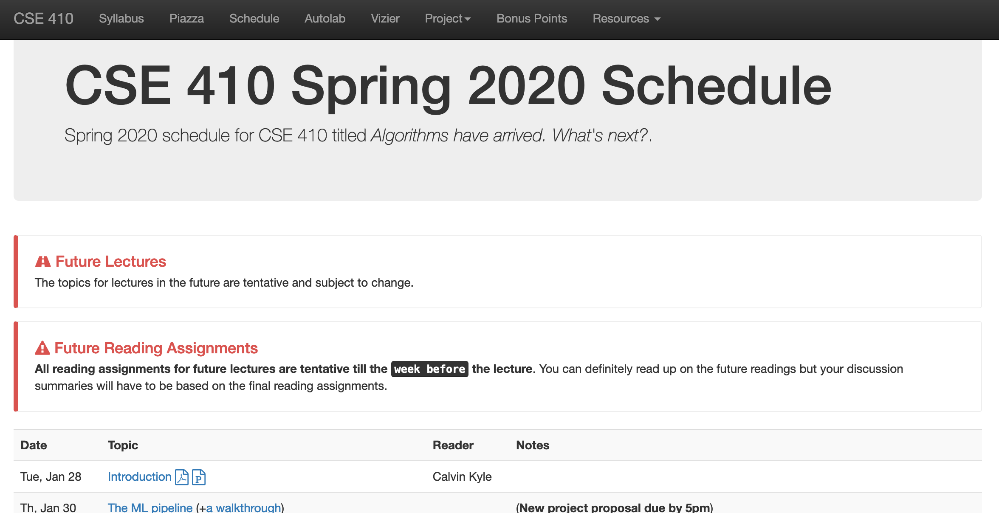 CSE 410 Syllabus Piazza Schedule Autolab Vizier Project Bonus Points Resources
CSE 410 Spring 2020 Schedule
Spring 2020 schedule for CSE 410 titled Algorithms have arrived. What's next?.
Future Lectures
The topics for lectures in the future are tentative and subject to change.
Future Reading Assignments
All reading assignments for future lectures are tentative till the week before the lecture. You can definitely read up on the future readings but your discussion
summaries will have to be based on the final reading assignments.
Date Topic Reader Notes
Tue, Jan 28 Introduction P Calvin Kyle
Th, Jan 30 The ML pipeline (+a walkthrough) (New project proposal due by 5pm)